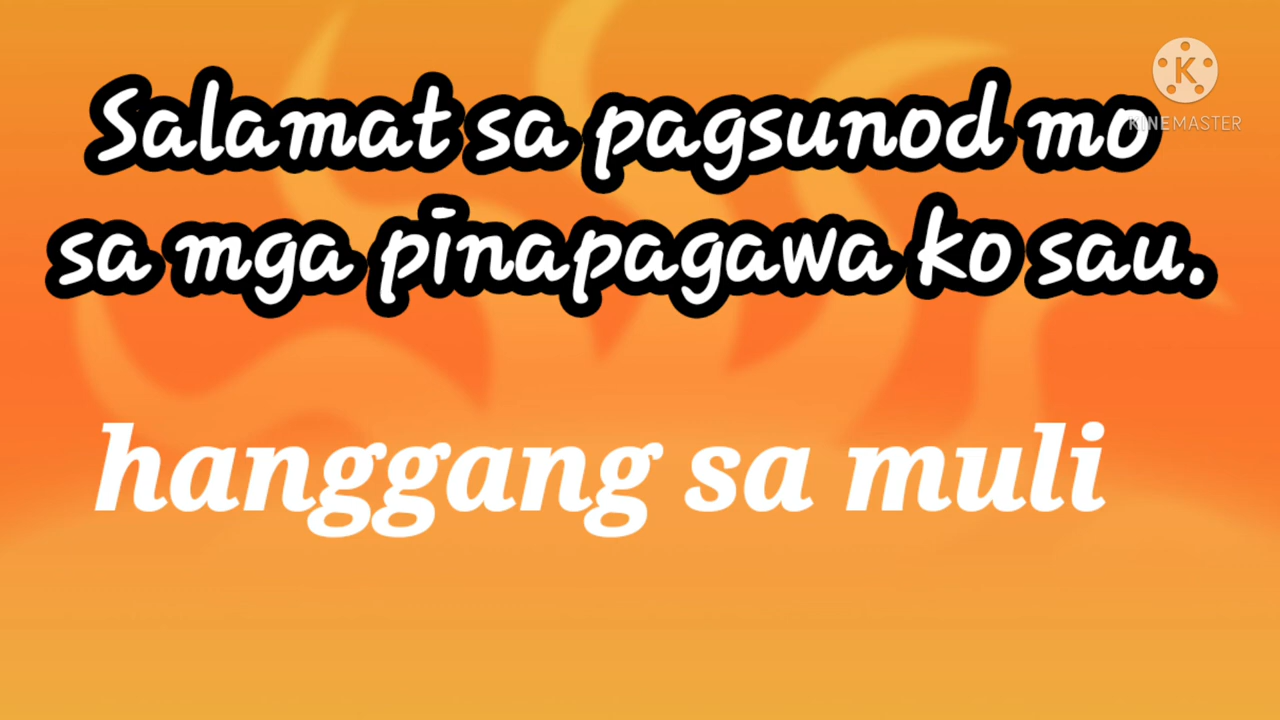 Salamat sa pagsunod mo
sa mga pinapagawa ko sau.
hanggang sa muli
K
KINEMASTER